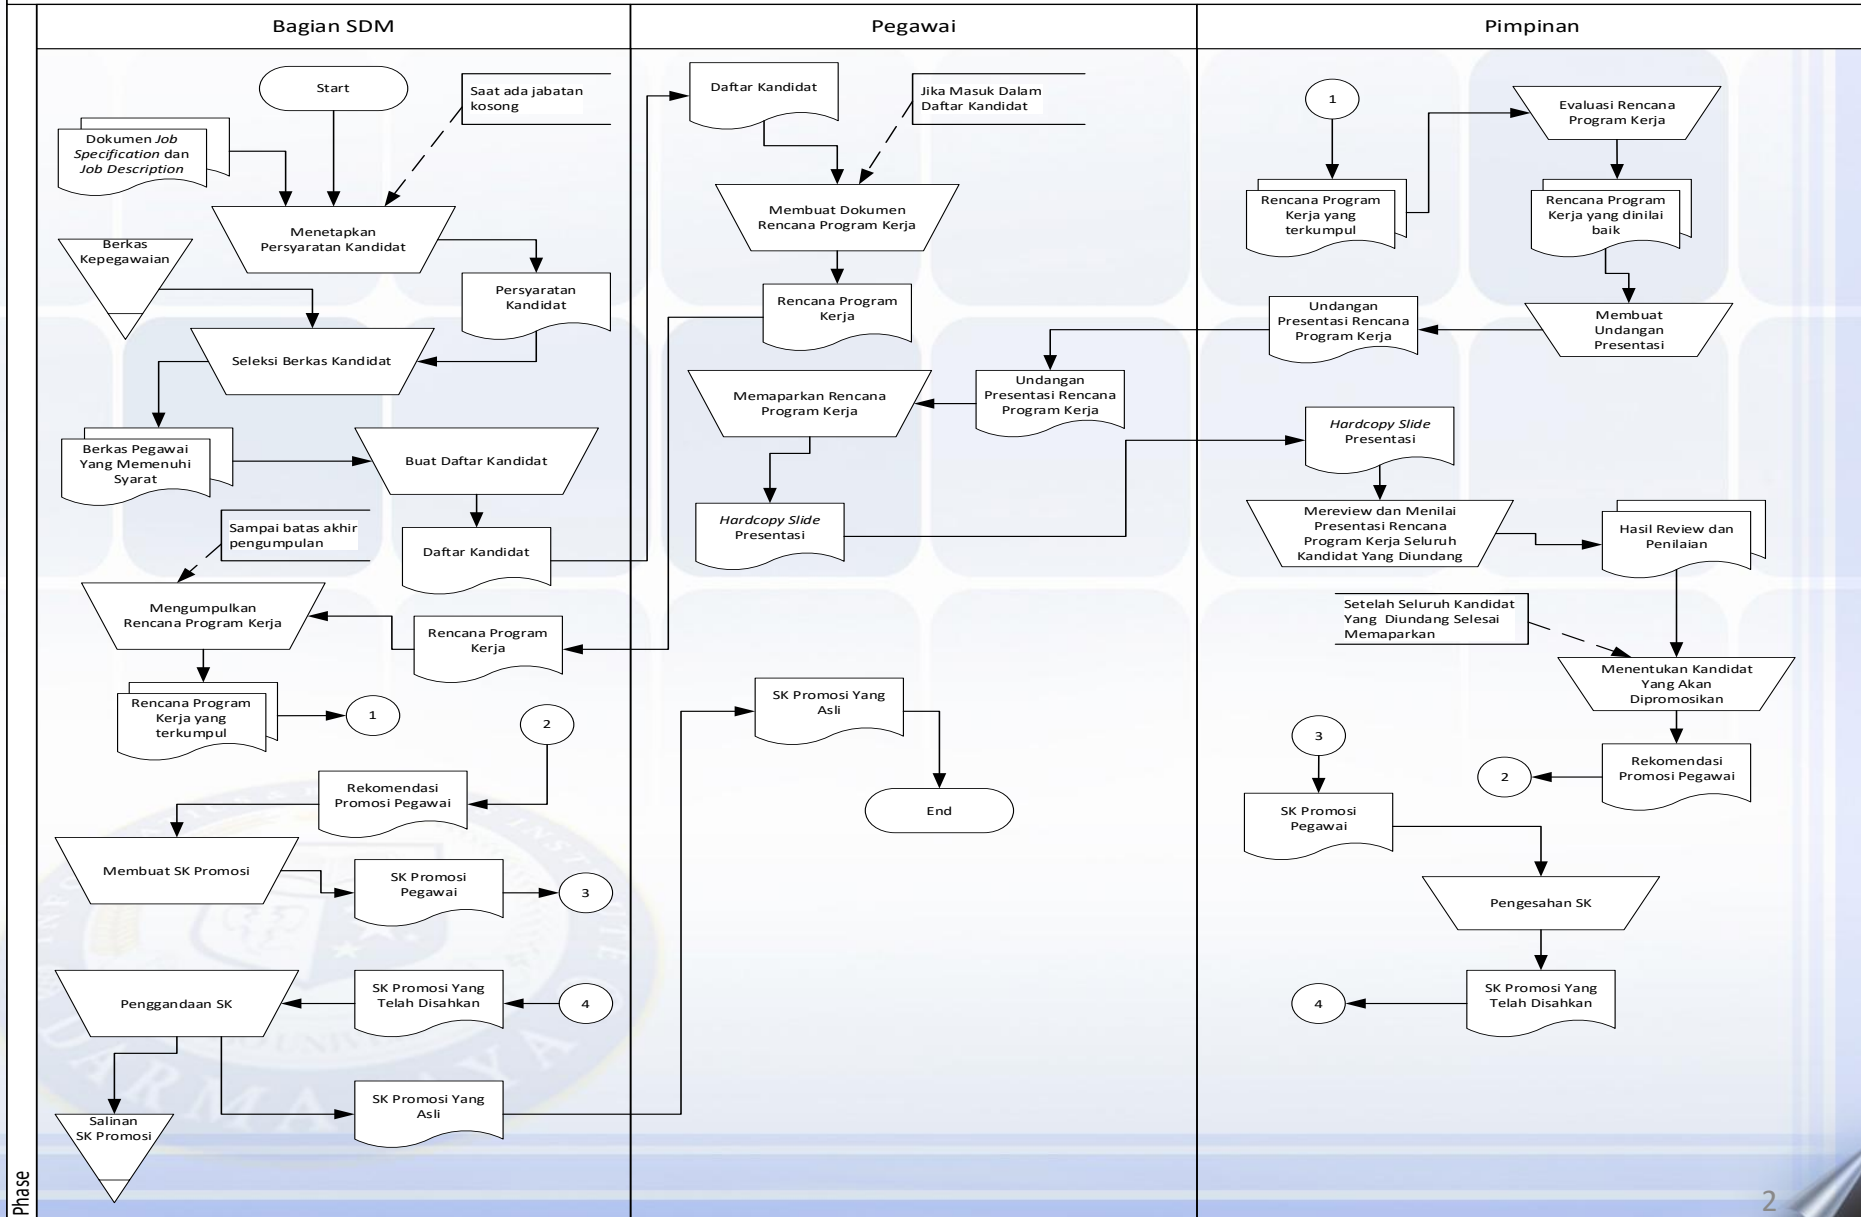 Bagian SDM
Pegawai
Pimpinan
Start
Saat ada jabatan
kosong
Dokumen Job
Specification dan
Job Description
Menetapkan
Persyaratan Kandidat
Berkas
Kepegawaian
Persyaratan
Kandidat
Seleksi Berkas Kandidat
Berkas Pegawai
Yang Memenuhi
Syarat
Buat Daftar Kandidat
Sampai batas akhir
pengumpulan
Daftar Kandidat
Mengumpulkan
Rencana Program Kerja
Rencana Program
Kerja
Rencana Program
Kerja yang
terkumpul
1
2
Rekomendasi
Promosi Pegawai
Membuat SK Promosi
SK Promosi
Pegawai
3
Penggandaan SK
SK Promosi Yang
Telah Disahkan
4
SK Promosi Yang
Asli
Salinan
SK Promosi
Daftar Kandidat
Jika Masuk Dalam
Daftar Kandidat
Membuat Dokumen
Rencana Program Kerja
Rencana Program
Kerja
Memaparkan Rencana
Program Kerja
Undangan
Presentasi Rencana
Program Kerja
Hardcopy Slide
Presentasi
SK Promosi Yang
Asli
End
1
Evaluasi Rencana
Program Kerja
Rencana Program
Kerja yang
terkumpul
Rencana Program
Kerja yang dinilai
baik
Undangan
Presentasi Rencana
Program Kerja
Membuat
Undangan
Presentasi
Hardcopy Slide
Presentasi
Mereview dan Menilai
Presentasi Rencana
Program Kerja Seluruh
Kandidat Yang Diundang
Hasil Review dan
Penilaian
Setelah Seluruh Kandidat
Yang Diundang Selesai
Memaparkan
Menentukan Kandidat
Yang Akan
Dipromosikan
3
2
Rekomendasi
Promosi Pegawai
SK Promosi
Pegawai
Pengesahan SK
4
SK Promosi Yang
Telah Disahkan
Phase
2